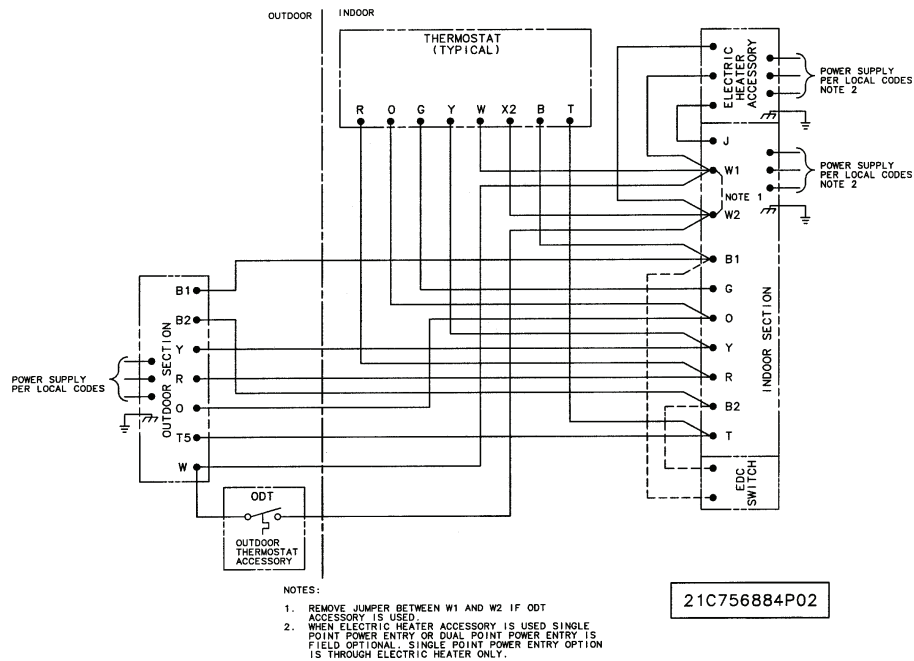 OUTDOOR
INDOOR
THERMOSTAT
(TYPICAL)
R O G Y W X2 B T
ELECTRIC
HEATER
ACCESSORY
POWER SUPPLY
PER LOCAL CODES
NOTE 2
J
W1
NOTE 1
W2
POWER SUPPLY
PER LOCAL CODES
NOTE 2
B1
G
O
Y
R
B2
T
INDOOR SECTION
EDC
SWITCH
B1
B2
Y
R
O
T5
W
OUTDOOR SECTION
POWER SUPPLY
PER LOCAL CODES
ODT
OUTDOOR
THERMOSTAT
ACCESSORY
NOTES:
1. REMOVE JUMPER BETWEEN W1 AND W2 IF ODT
ACCESSORY IS USED.
2. WHEN ELECTRIC HEATER ACCESSORY IS USED SINGLE
POINT POWER ENTRY OR DUAL POINT POWER ENTRY IS
FIELD OPTIONAL. SINGLE POINT POWER ENTRY OPTION
IS THROUGH ELECTRIC HEATER ONLY.
21C756884P02